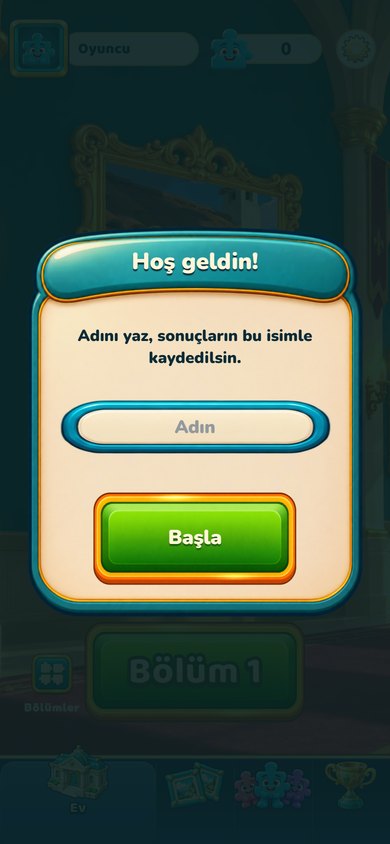 Oyuncu
0
Hoş geldin!
Adını yaz, sonuçların bu isimle
kaydedilsin.
Adın
Başla
Bölüm 1
Bölümler
Ev